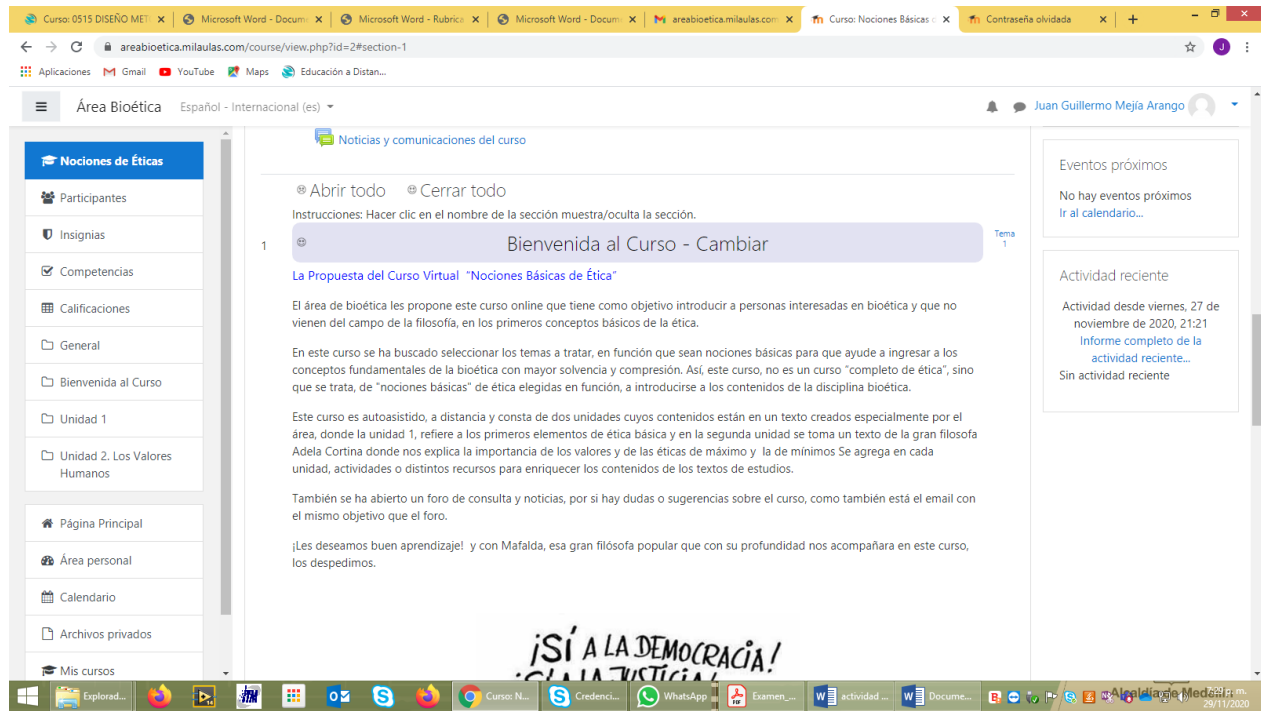 Curso: 0515 DISEÑO MET
Microsoft Word - Docum
Microsoft Word - Rubrica
Microsoft Word - Docum
areabioetica.milaulas.com
Curso: Nociones Básicas
Contraseña olvidada
areabioetica.milaulas.com/course/view.php?id=2#section-1
J
Aplicaciones
Gmail
YouTube
Maps
Educación a Distan...
Área Bioética
Español - Internacional (es)
Juan Guillermo Mejía Arango
Nociones de Éticas
Participantes
Insignias
Competencias
Calificaciones
General
Bienvenida al Curso
Unidad 1
Unidad 2. Los Valores
Humanos
Página Principal
Área personal
Calendario
Archivos privados
Mis cursos
Noticias y comunicaciones del curso
Abrir todo Cerrar todo
Instrucciones: Hacer clic en el nombre de la sección muestra/oculta la sección.
1
Bienvenida al Curso - Cambiar
Tema
1
La Propuesta del Curso Virtual "Nociones Básicas de Ética"
El área de bioética les propone este curso online que tiene como objetivo introducir a personas interesadas en bioética y que no
vienen del campo de la filosofía, en los primeros conceptos básicos de la ética.
En este curso se ha buscado seleccionar los temas a tratar, en función que sean nociones básicas para que ayude a ingresar a los
conceptos fundamentales de la bioética con mayor solvencia y compresión. Así, este curso, no es un curso "completo de ética", sino
que se trata, de "nociones básicas" de ética elegidas en función, a introducirse a los contenidos de la disciplina bioética.
Este curso es autoasistido, a distancia y consta de dos unidades cuyos contenidos están en un texto creados especialmente por el
área, donde la unidad 1, refiere a los primeros elementos de ética básica y en la segunda unidad se toma un texto de la gran filosofa
Adela Cortina donde nos explica la importancia de los valores y de las éticas de máximo y la de mínimos Se agrega en cada
unidad, actividades o distintos recursos para enriquecer los contenidos de los textos de estudios.
También se ha abierto un foro de consulta y noticias, por si hay dudas o sugerencias sobre el curso, como también está el email con
el mismo objetivo que el foro.
¡Les deseamos buen aprendizaje! y con Mafalda, esa gran filósofa popular que con su profundidad nos acompañara en este curso,
los despedimos.
¡SÍ A LA DEMOCRACIA!
Eventos próximos
No hay eventos próximos
Ir al calendario...
Actividad reciente
Actividad desde viernes, 27 de
noviembre de 2020, 21:21
Informe completo de la
actividad reciente...
Sin actividad reciente
Explorad...
Curso: N...
Credenci...
WhatsApp
Examen_...
actividad ...
Docume...
Alcaldía de Medellín
29/11/2020